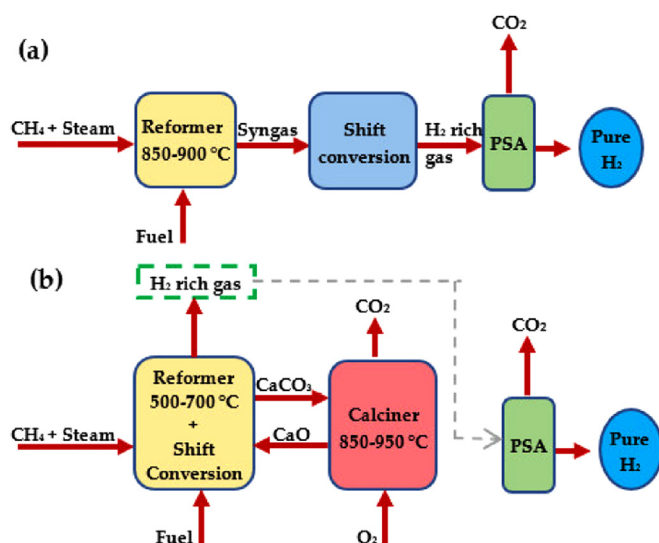 (a)
CO₂
CH₄ + Steam
Reformer
850-900 °C
Syngas
Shift
conversion
H₂ rich
gas
PSA
Pure
H₂
Fuel
(b)
H₂ rich gas
CO₂
CO₂
Reformer
500-700 °C
+
Shift
Conversion
CaCO₃
CaO
Calciner
850-950 °C
CH₄ + Steam
PSA
Pure
H₂
Fuel
O₂